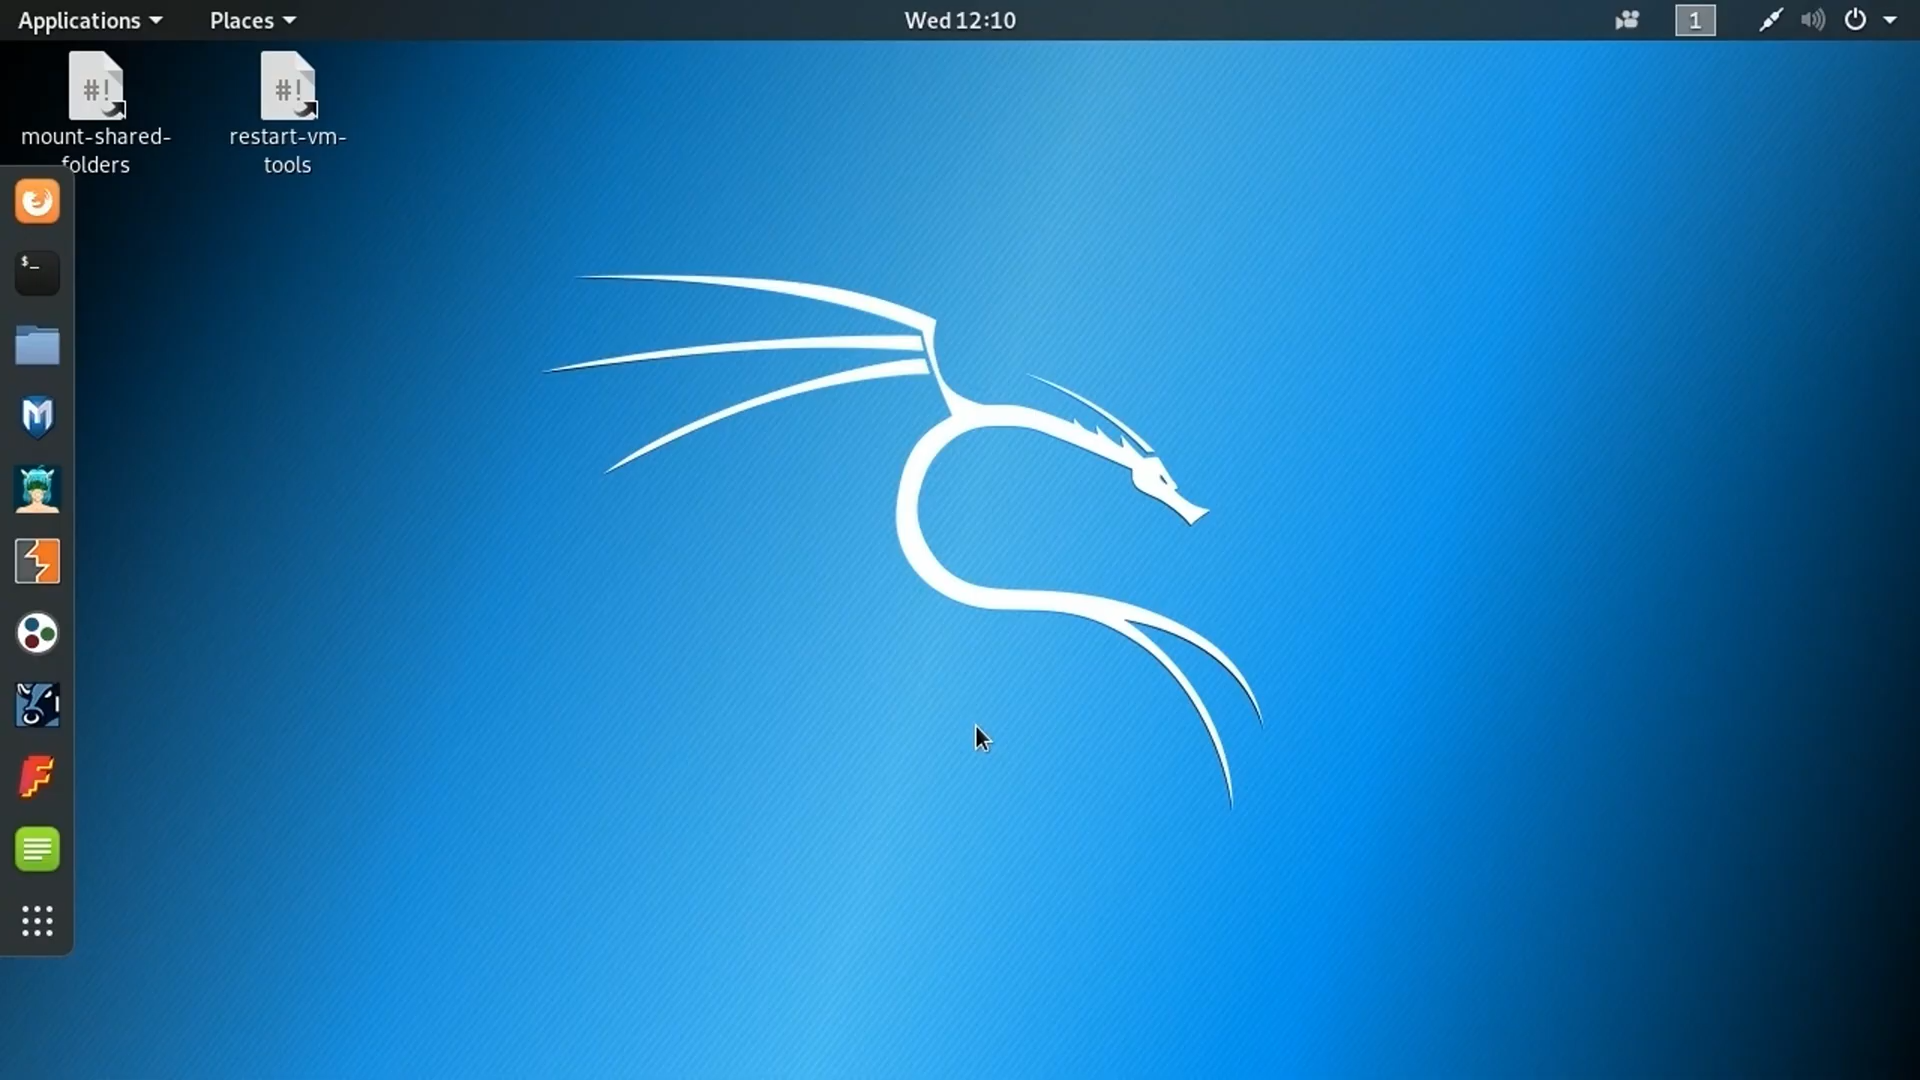 Applications Places Wed 12:10 1
#! #!
mount-shared- restart-vm-
folders tools
$_